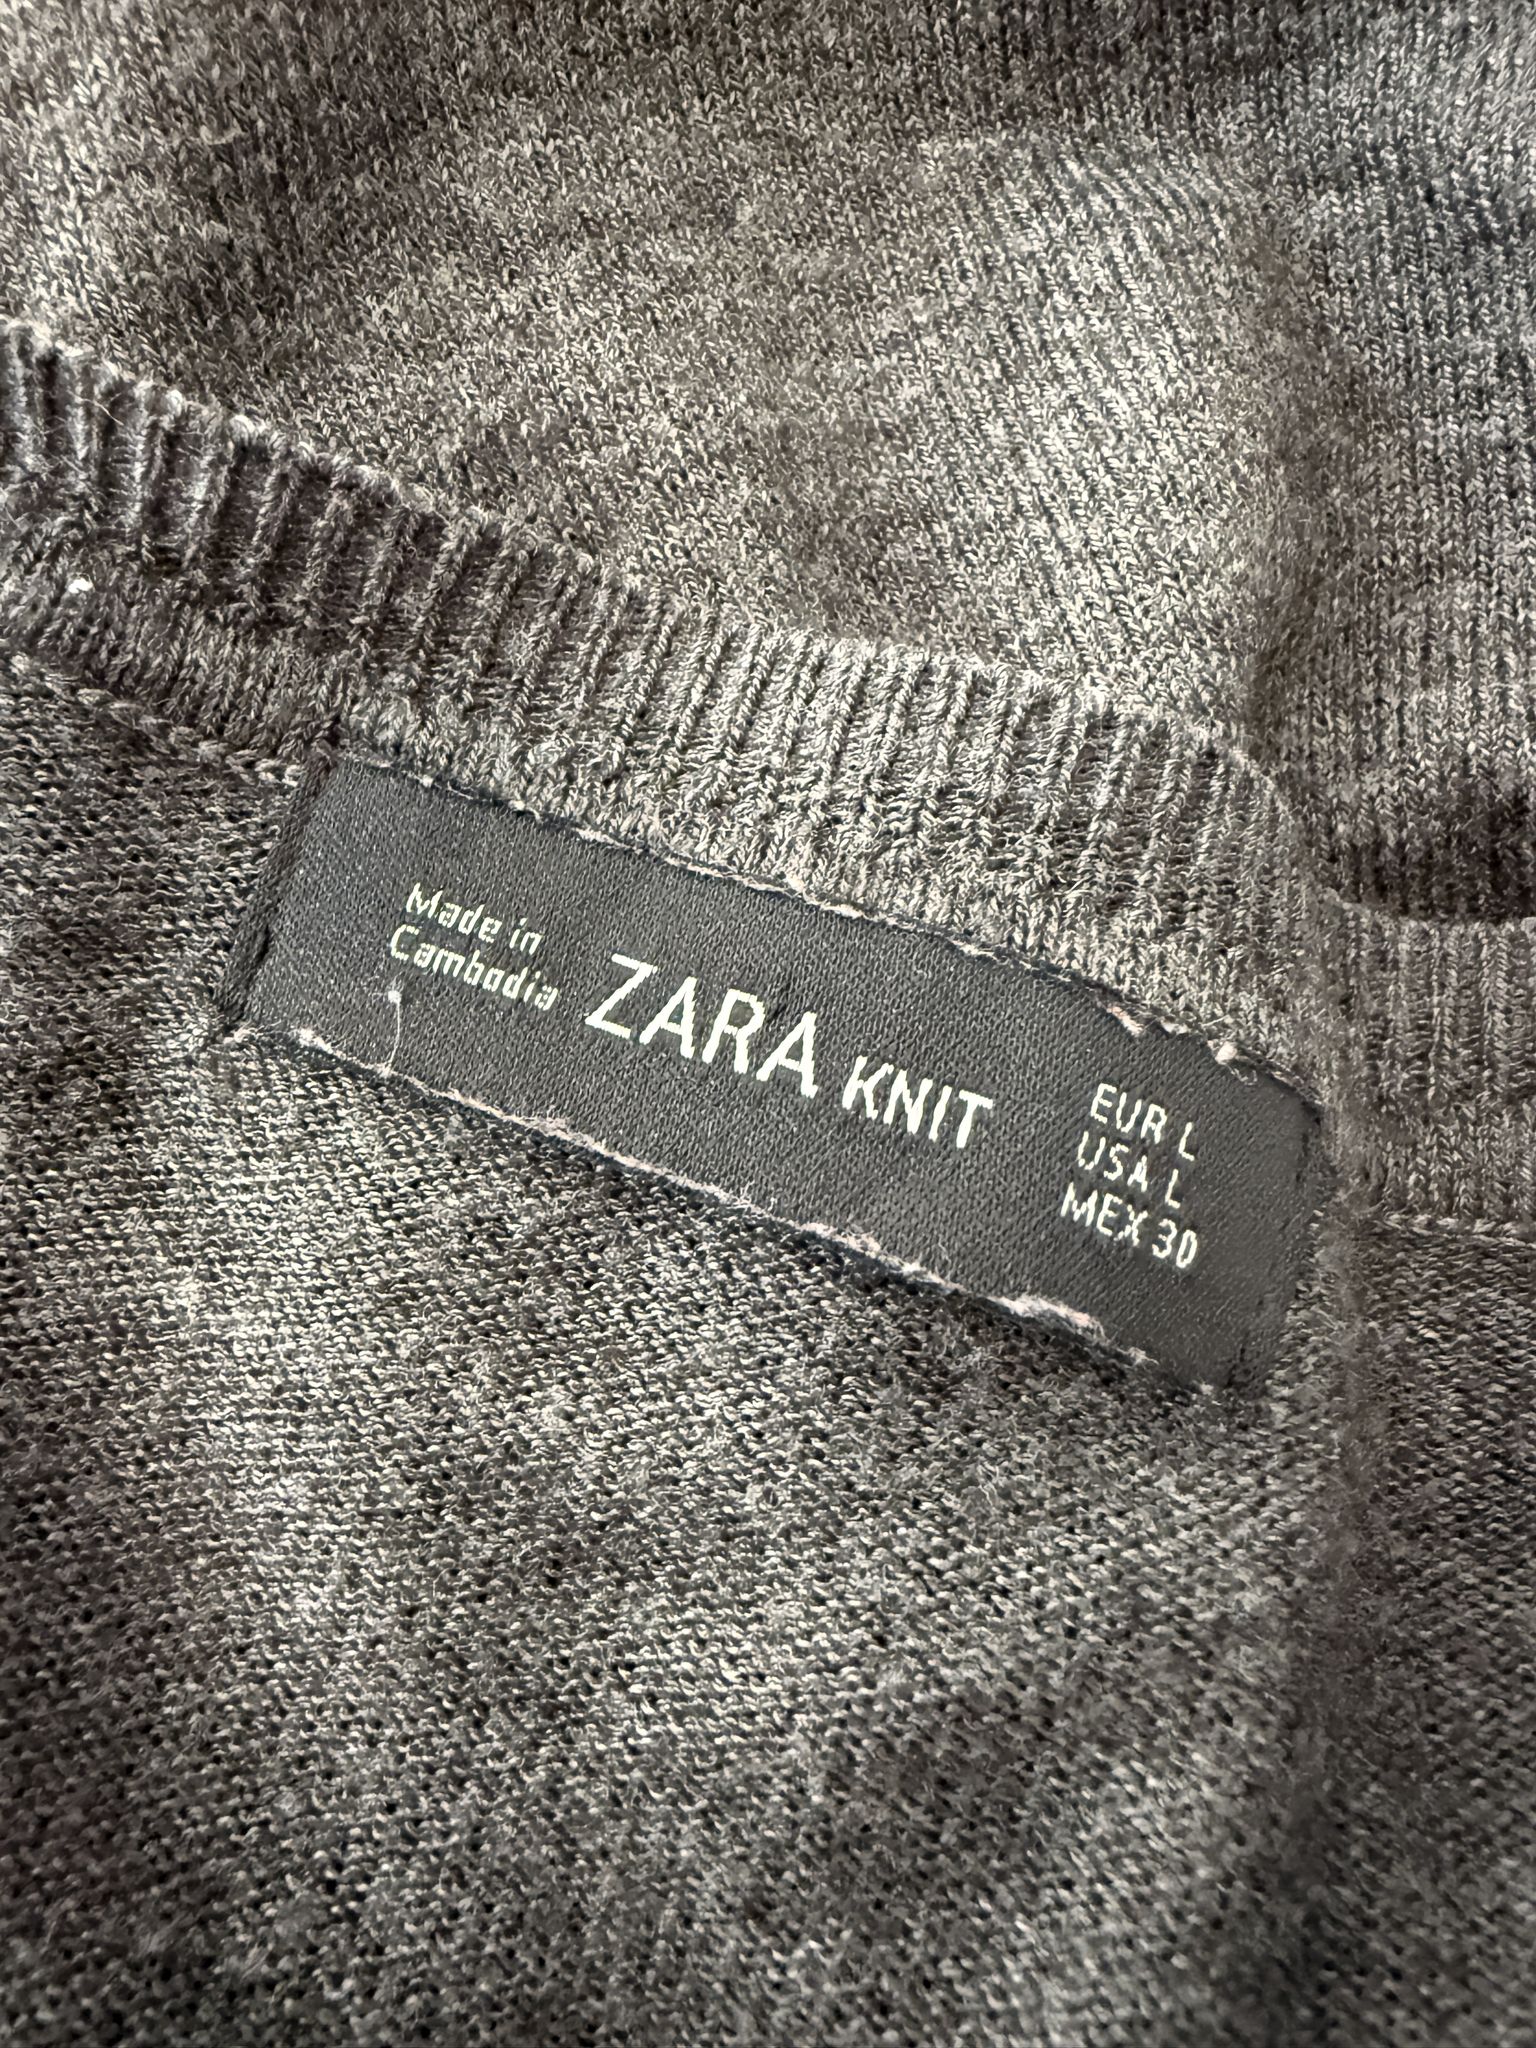 Made in
Cambodia
ZARA KNIT
EUR L
USA L
MEX 30